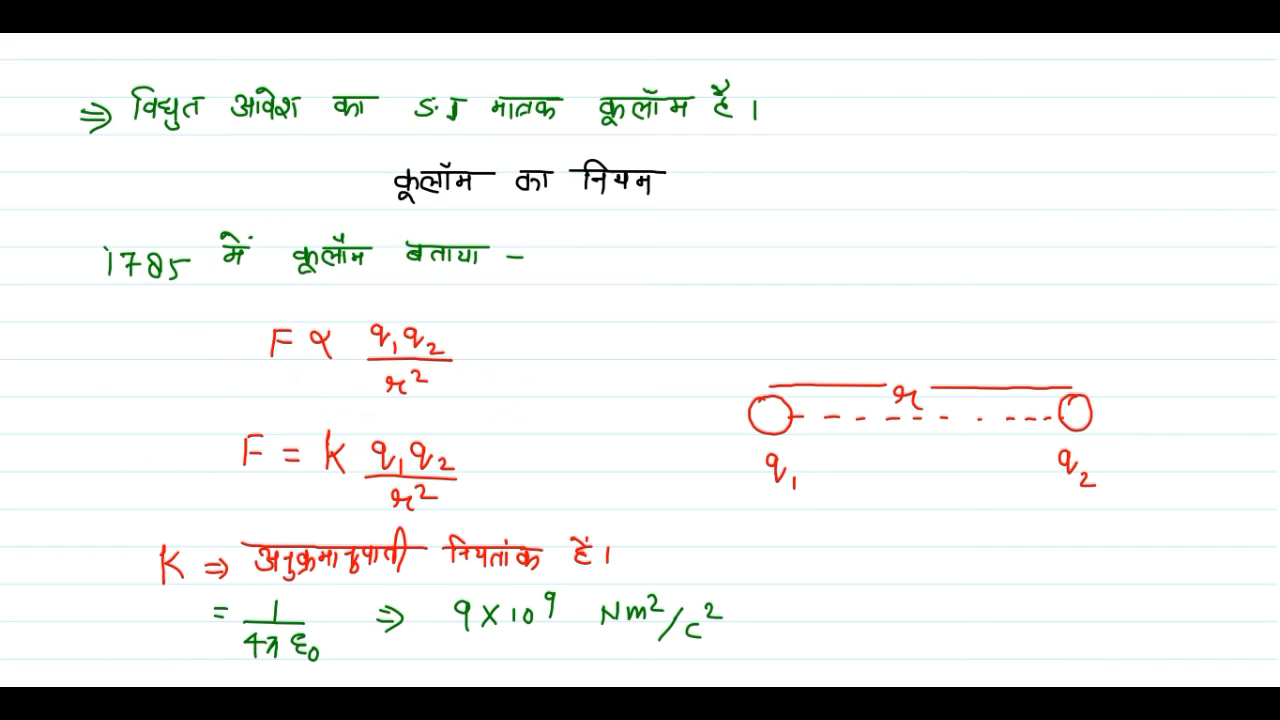 ⇒ विद्युत आवेश का S.I मात्रक कूलॉम है।
कूलॉम का नियम
1785 में कूलॉम बताया -
F ∝ q₁q₂/r²
F = K q₁q₂/r²
r
q₁ q₂
K ⇒ अनुक्रमानुपाती नियतांक हैं।
= 1/4πε₀ ⇒ 9 × 10⁹ Nm²/c²